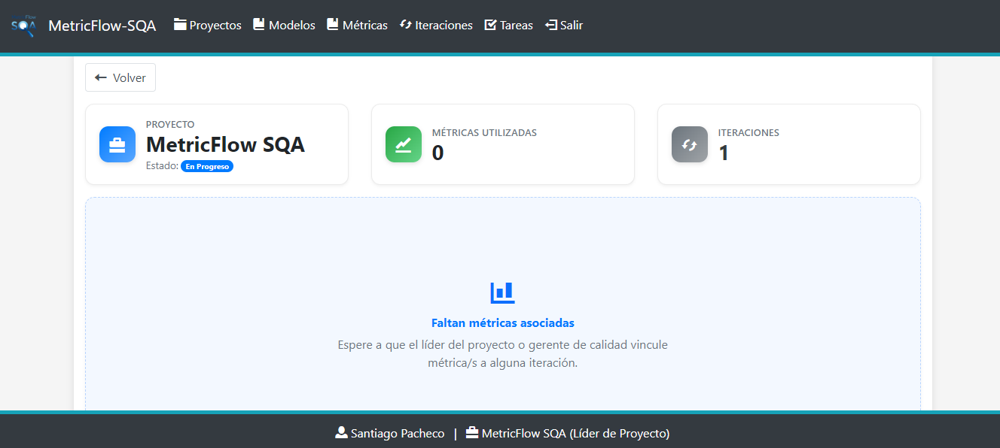 Flow
SQA
MetricFlow-SQA Proyectos Modelos Métricas Iteraciones Tareas Salir
Volver
PROYECTO
MetricFlow SQA
Estado: En Progreso
MÉTRICAS UTILIZADAS
0
ITERACIONES
1
Faltan métricas asociadas
Espere a que el líder del proyecto o gerente de calidad vincule
métrica/s a alguna iteración.
Santiago Pacheco | MetricFlow SQA (Líder de Proyecto)